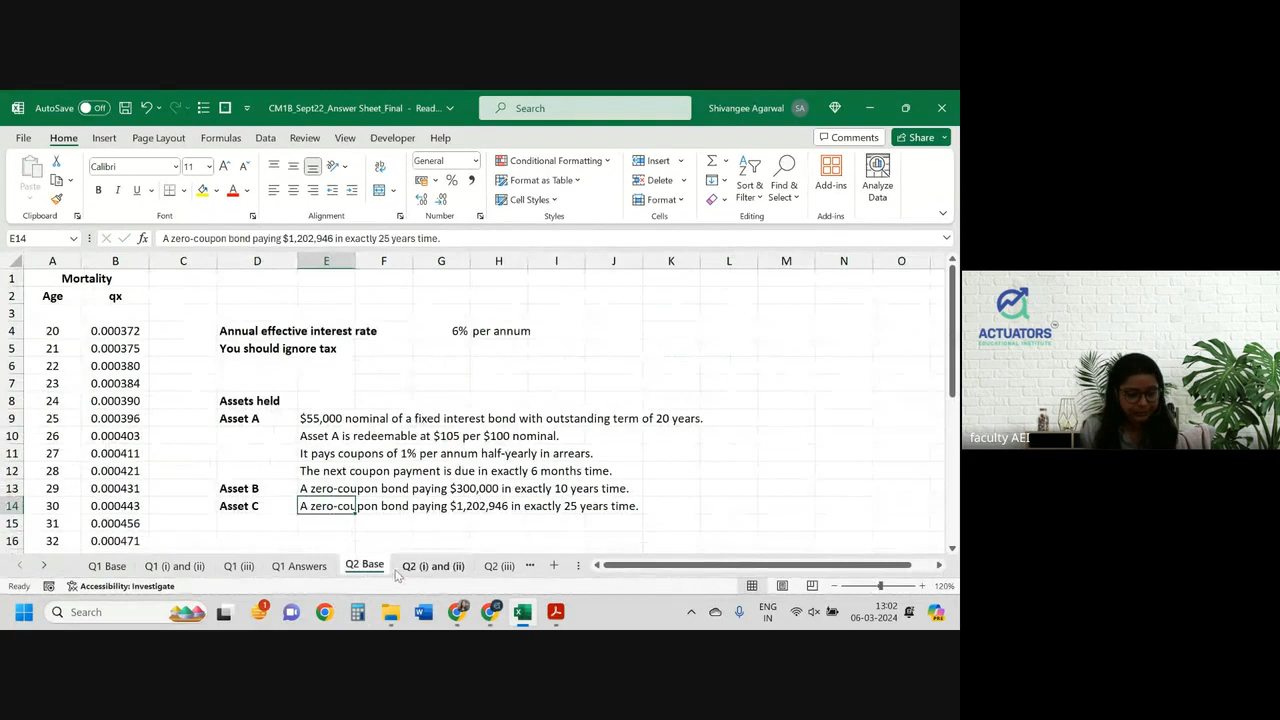 AutoSave Off CM1B_Sept22_Answer Sheet_Final - Read... Search Shivangee Agarwal SA
File Home Insert Page Layout Formulas Data Review View Developer Help Comments Share
Paste Calibri 11 General Conditional Formatting Format as Table Cell Styles Insert Delete Format Sort & Filter Find & Select Add-ins Analyze Data
Clipboard Font Alignment Number Styles Cells Editing Add-ins
E14 fx A zero-coupon bond paying $1,202,946 in exactly 25 years time.
A B C D E F G H I J K L M N O
1 Mortality
2 Age qx
3
4 20 0.000372 Annual effective interest rate 6% per annum
5 21 0.000375 You should ignore tax
6 22 0.000380
7 23 0.000384
8 24 0.000390 Assets held
9 25 0.000396 Asset A $55,000 nominal of a fixed interest bond with outstanding term of 20 years.
10 26 0.000403 Asset A is redeemable at $105 per $100 nominal.
11 27 0.000411 It pays coupons of 1% per annum half-yearly in arrears.
12 28 0.000421 The next coupon payment is due in exactly 6 months time.
13 29 0.000431 Asset B A zero-coupon bond paying $300,000 in exactly 10 years time.
14 30 0.000443 Asset C A zero-coupon bond paying $1,202,946 in exactly 25 years time.
15 31 0.000456
16 32 0.000471
Q1 Base Q1 (i) and (ii) Q1 (iii) Q1 Answers Q2 Base Q2 (i) and (ii) Q2 (iii) ...
Ready Accessibility: Investigate 120%
Search ENG IN 13:02 06-03-2024
ACTUATORS
EDUCATIONAL INSTITUTE
faculty AEI